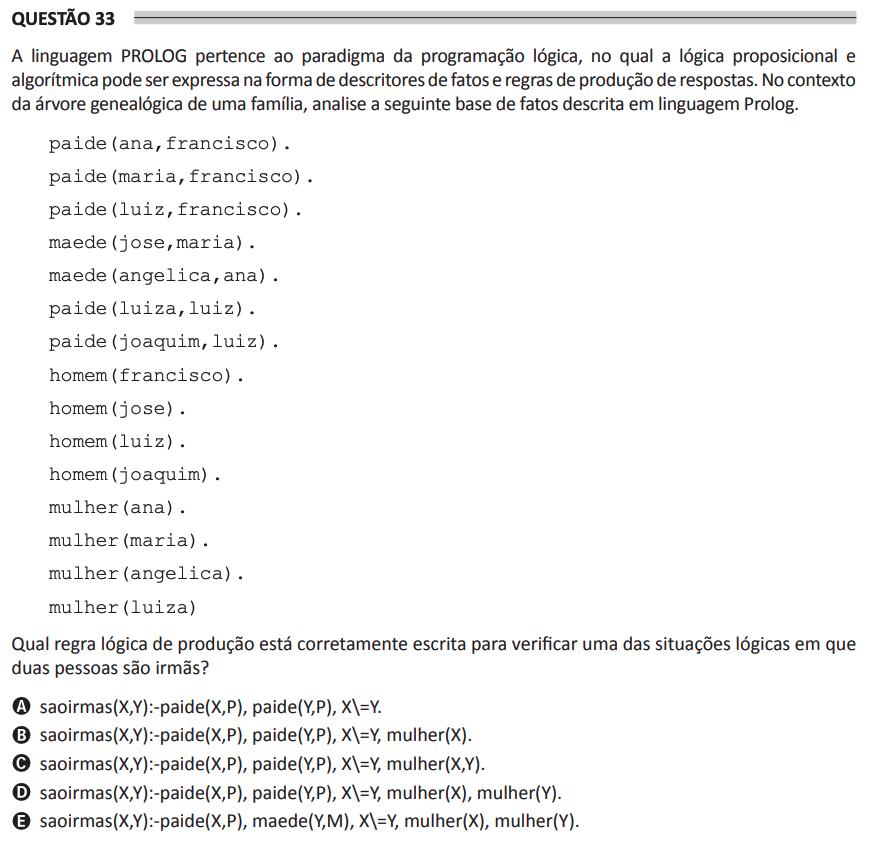 QUESTÃO 33
A linguagem PROLOG pertence ao paradigma da programação lógica, no qual a lógica proposicional e
algorítmica pode ser expressa na forma de descritores de fatos e regras de produção de respostas. No contexto
da árvore genealógica de uma família, analise a seguinte base de fatos descrita em linguagem Prolog.
paide(ana,francisco).
paide(maria,francisco).
paide(luiz,francisco).
maede(jose,maria).
maede(angelica,ana).
paide(luiza,luiz).
paide(joaquim,luiz).
homem(francisco).
homem(jose).
homem(luiz).
homem(joaquim).
mulher(ana).
mulher(maria).
mulher(angelica).
mulher(luiza)
Qual regra lógica de produção está corretamente escrita para verificar uma das situações lógicas em que
duas pessoas são irmãs?
A saoirmas(X,Y):-paide(X,P), paide(Y,P), X\=Y.
B saoirmas(X,Y):-paide(X,P), paide(Y,P), X\=Y, mulher(X).
C saoirmas(X,Y):-paide(X,P), paide(Y,P), X\=Y, mulher(X,Y).
D saoirmas(X,Y):-paide(X,P), paide(Y,P), X\=Y, mulher(X), mulher(Y).
E saoirmas(X,Y):-paide(X,P), maede(Y,M), X\=Y, mulher(X), mulher(Y).